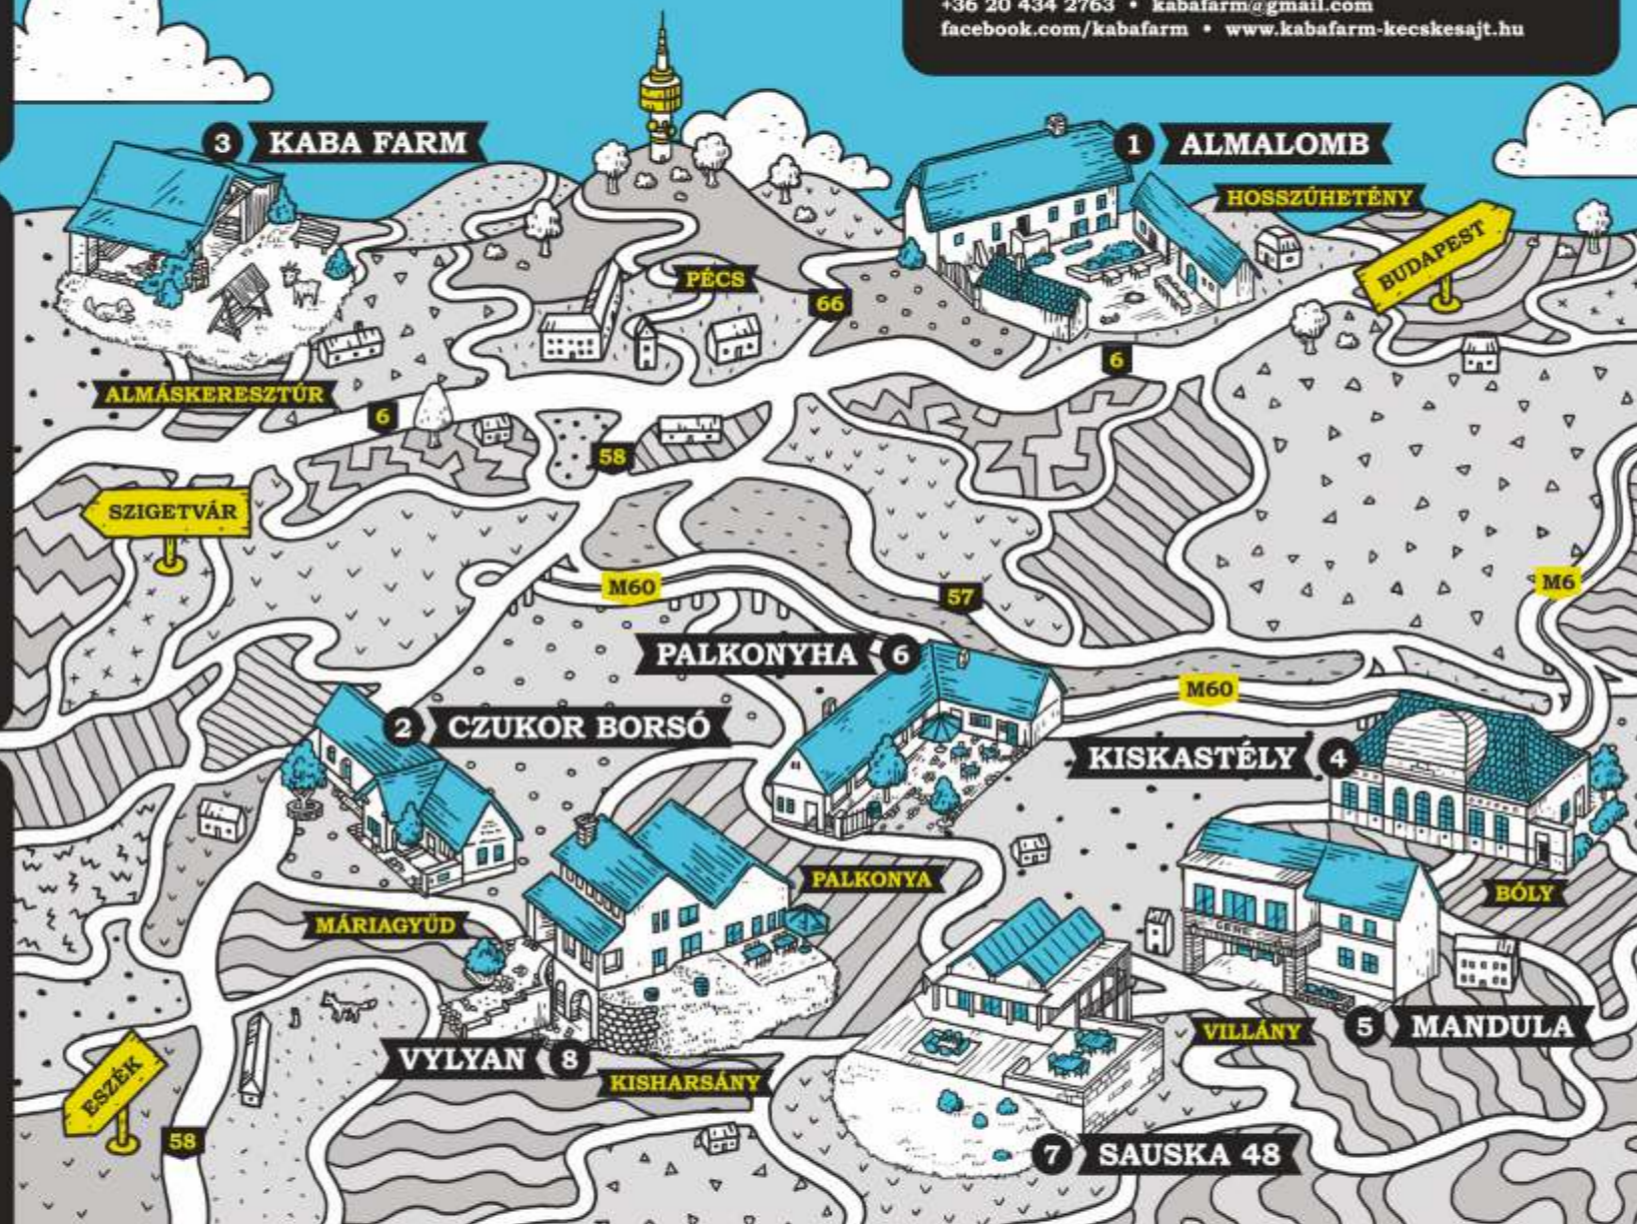 +36 20 434 2763 • kabafarm@gmail.com
facebook.com/kabafarm • www.kabafarm-kecskesajt.hu
3 KABA FARM
1 ALMALOMB
HOSSZÚHETÉNY
BUDAPEST
PÉCS
66
6
ALMÁSKERESZTÚR
6
58
SZIGETVÁR
M60
57
M6
PALKONYHA 6
M60
2 CZUKOR BORSÓ
KISKASTÉLY 4
PALKONYA
BÓLY
MÁRIAGYŰD
VILLÁNY
5 MANDULA
VYLYAN 8
KISHARSÁNY
ESZÉK
58
7 SAUSKA 48